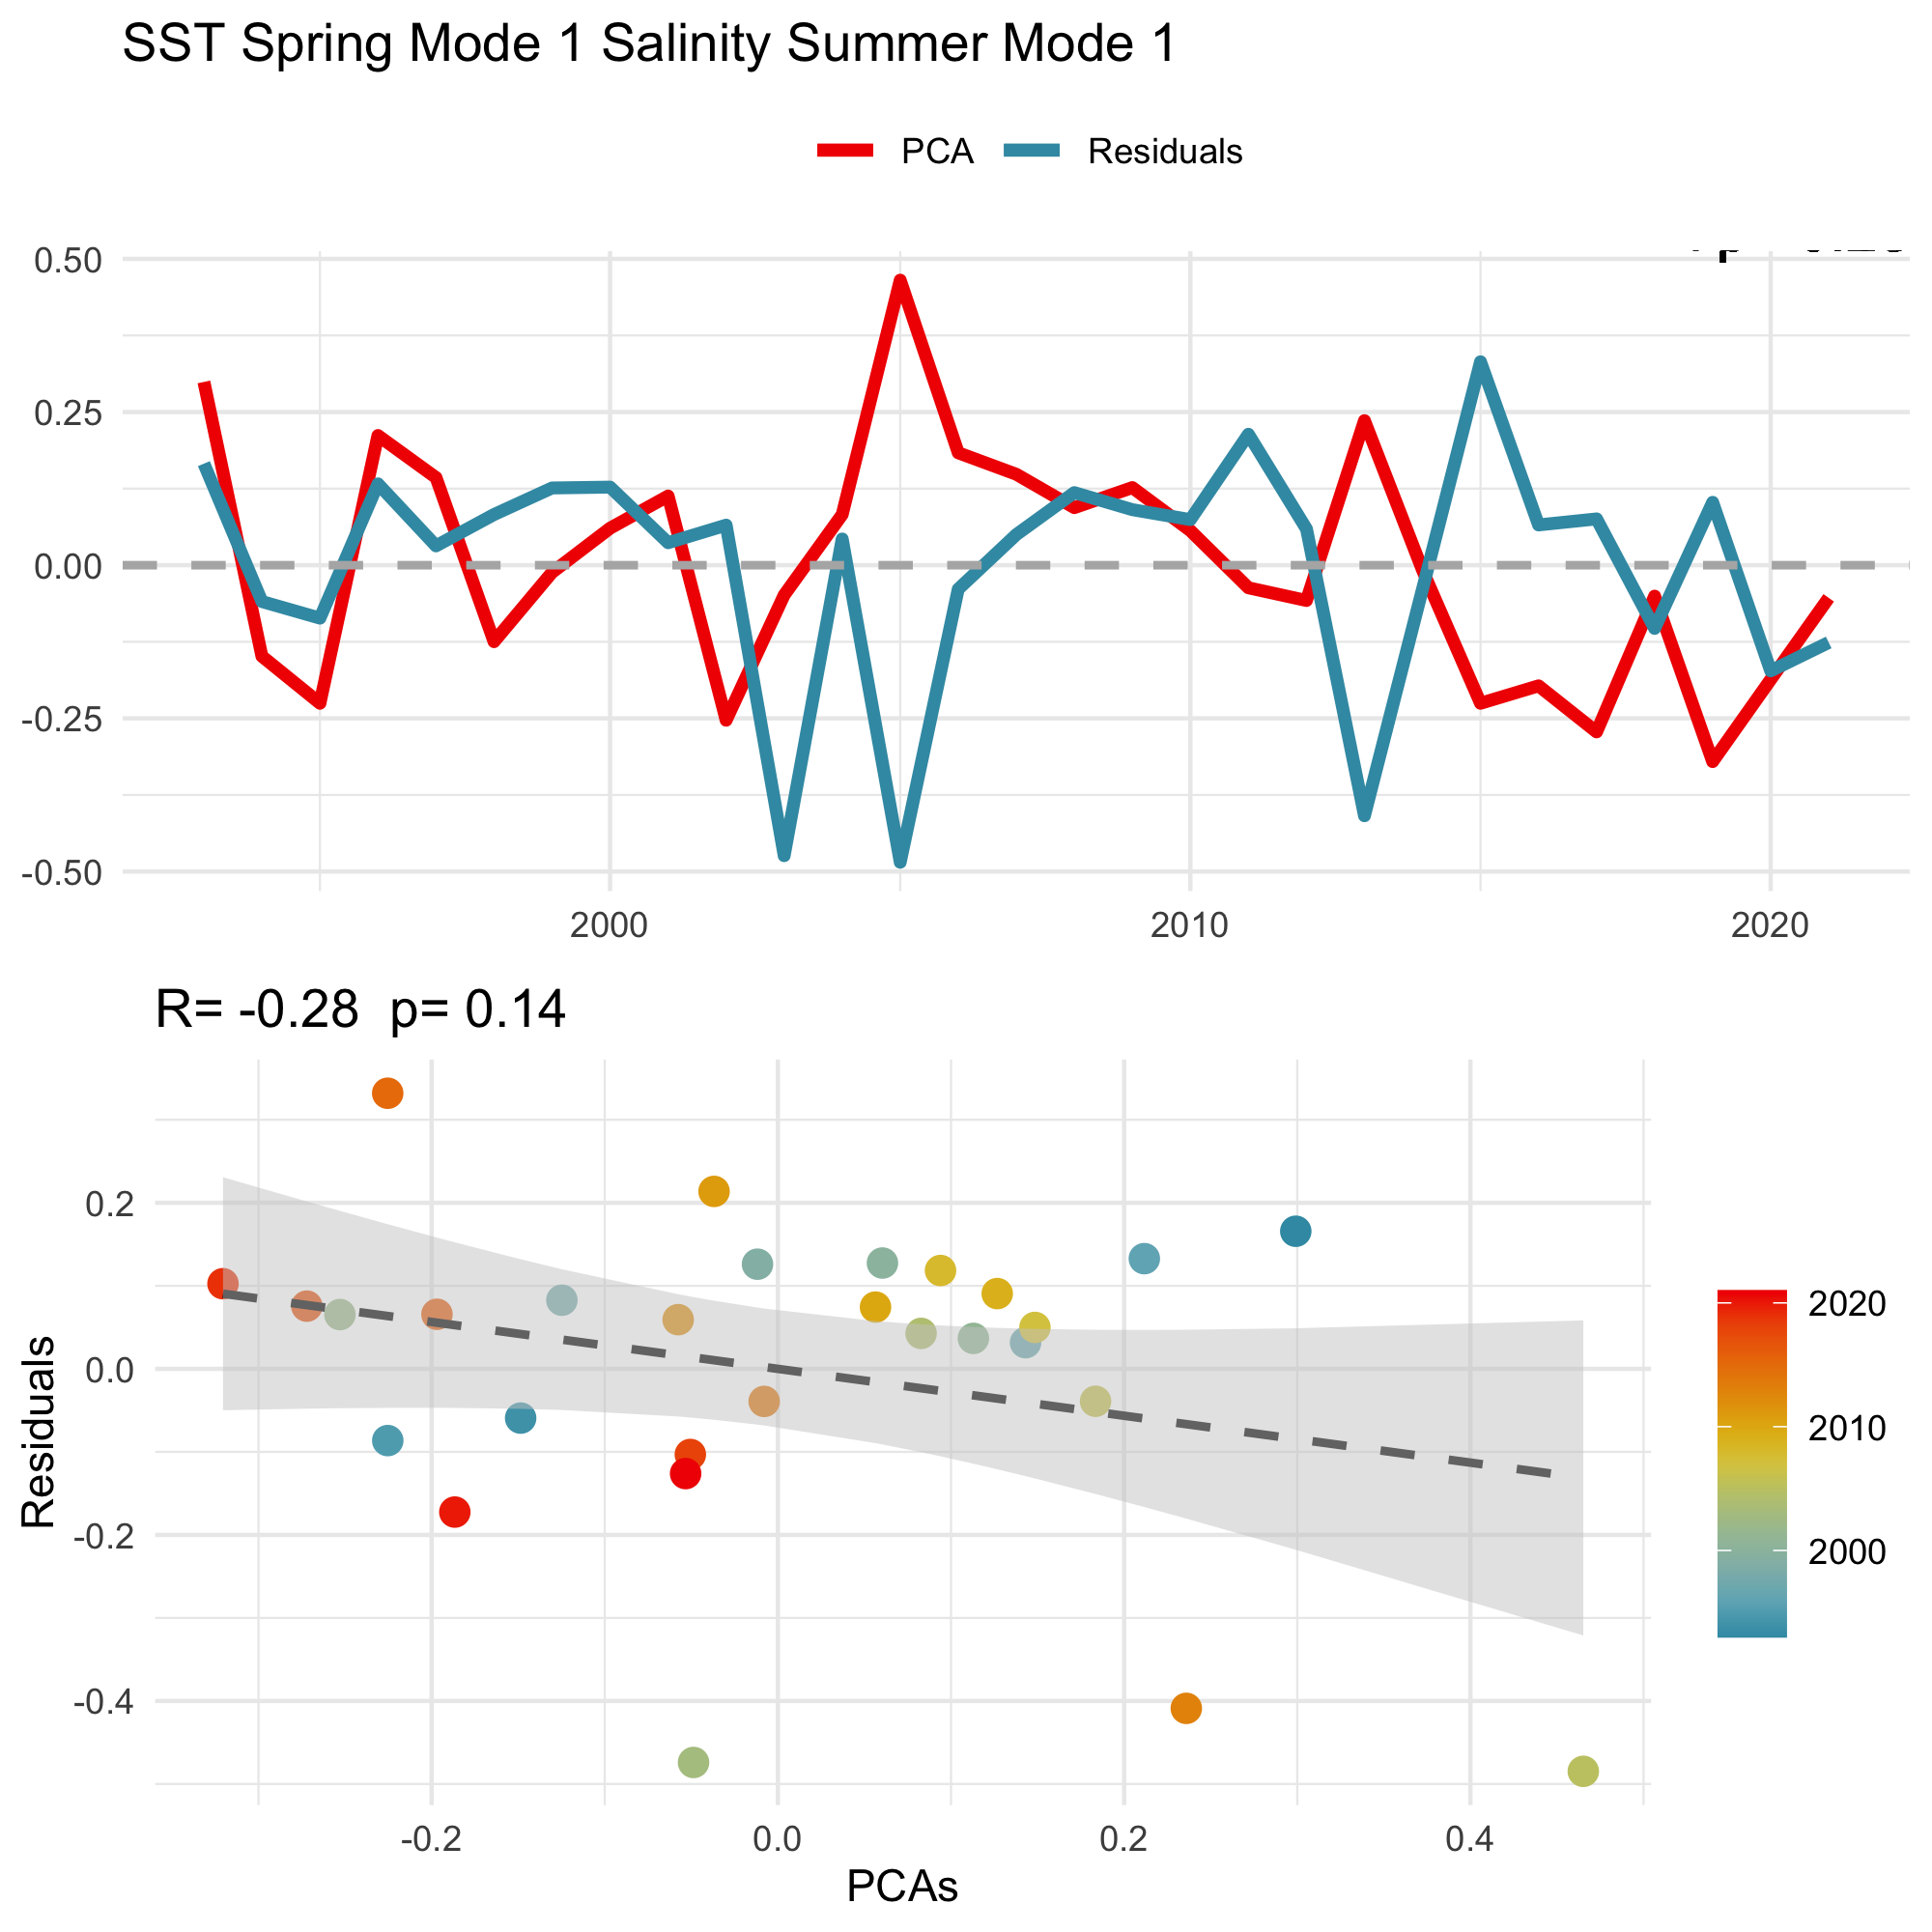 SST Spring Mode 1 Salinity Summer Mode 1
PCA Residuals
0.50
0.25
0.00
-0.25
-0.50
2000 2010 2020
R= -0.28 p= 0.14
Residuals
0.2
0.0
-0.2
-0.4
-0.2 0.0 0.2 0.4
PCAs
2020
2010
2000